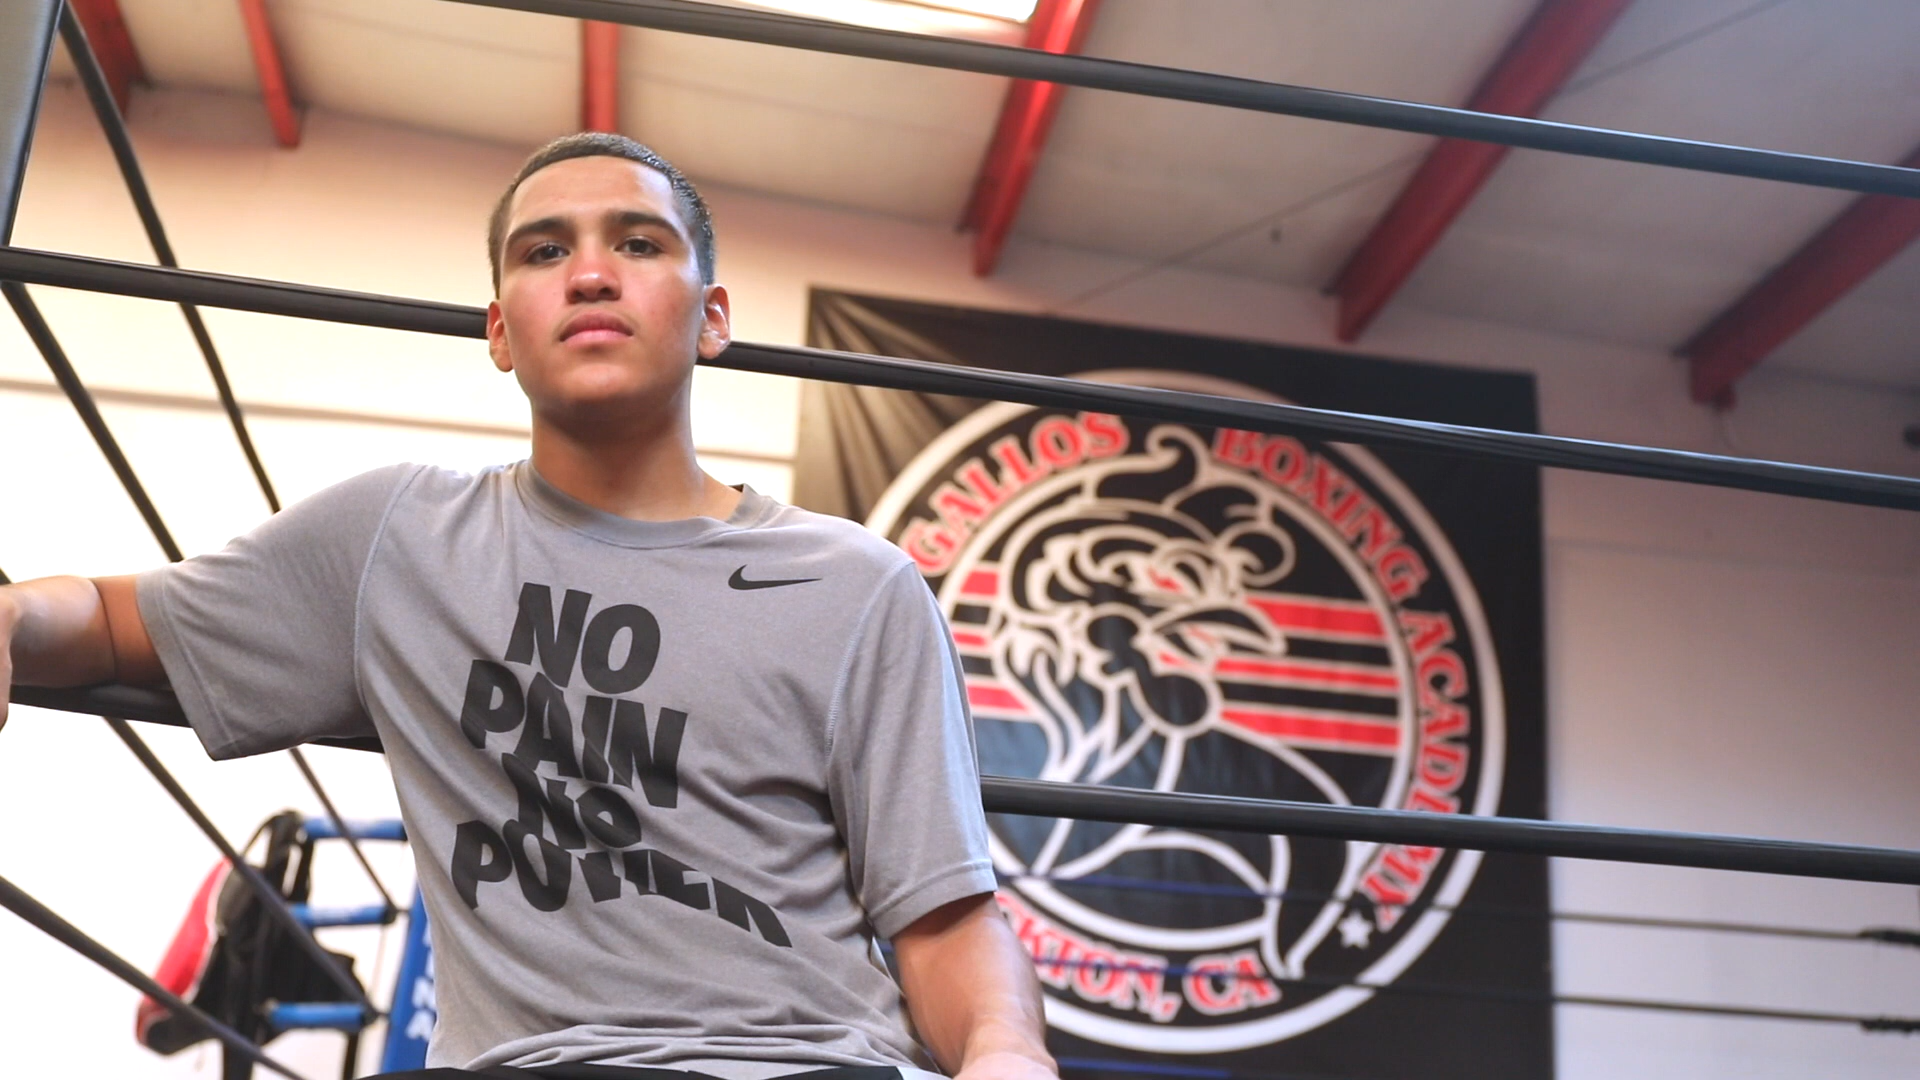 NO
PAIN
NO
POWER
GALLOS BOXING ACADEMY
CA